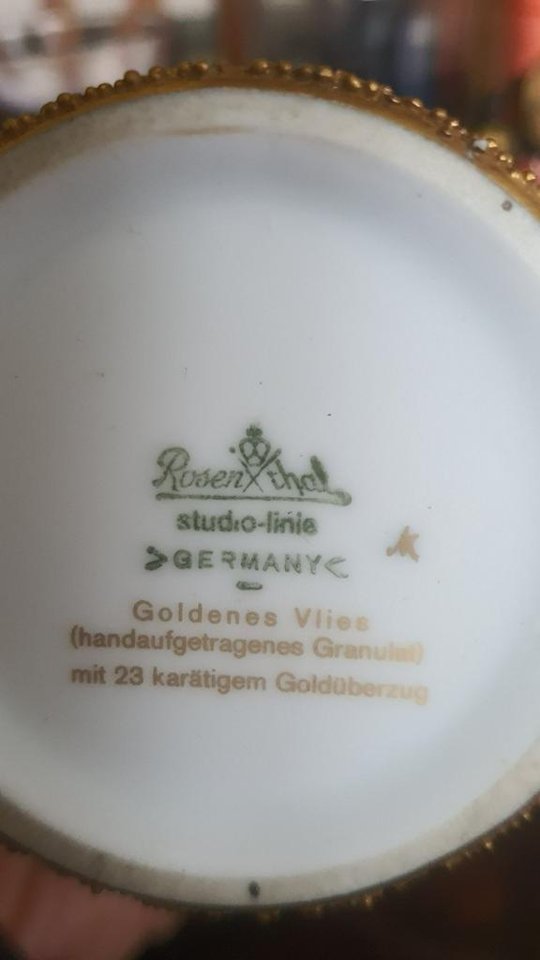 Rosenthal
studio-linie
>GERMANY<
Goldenes Vlies
(handaufgetragenes Granulat)
mit 23 karätigem Goldüberzug